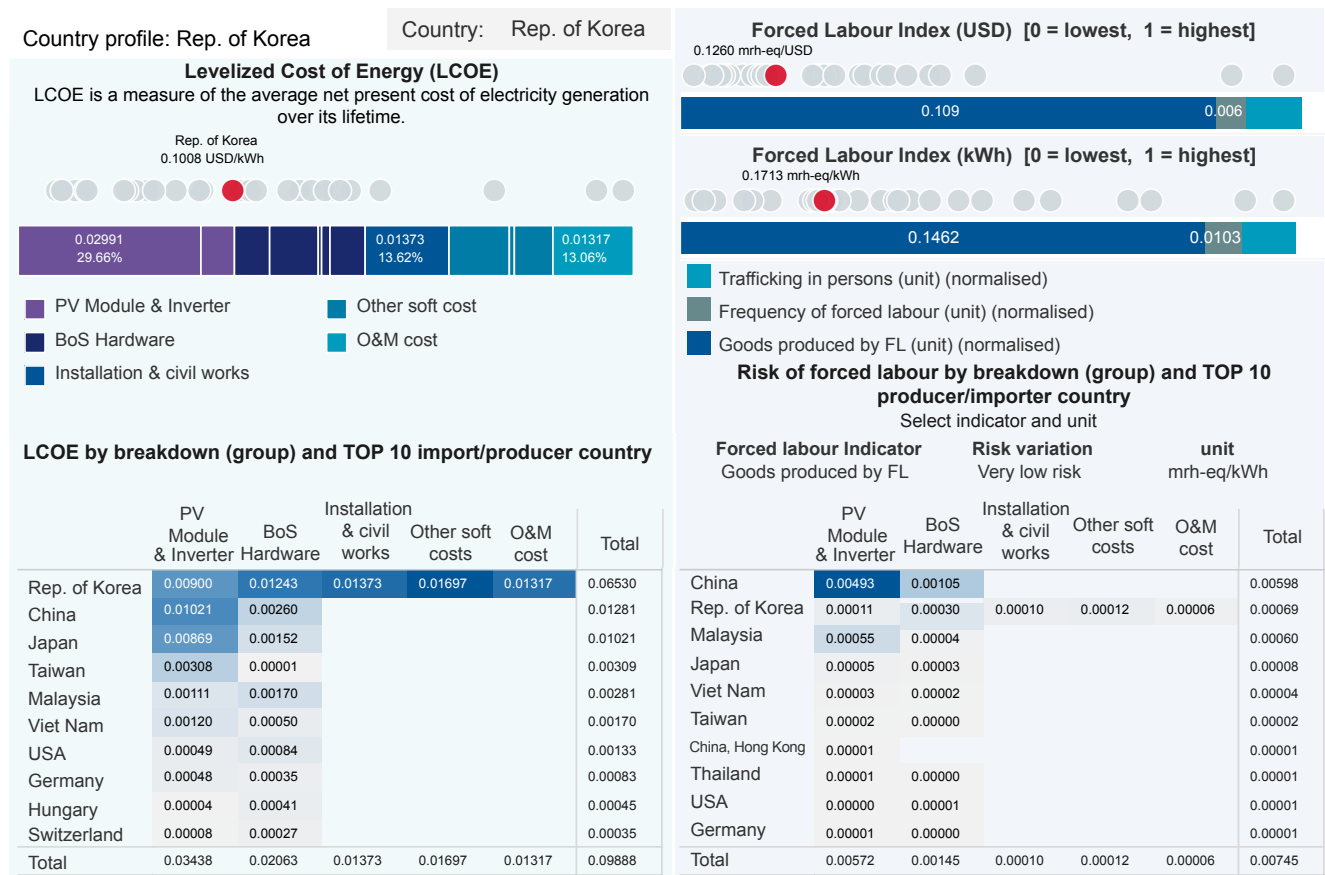 Country profile: Rep. of Korea
Country: Rep. of Korea
Levelized Cost of Energy (LCOE)
LCOE is a measure of the average net present cost of electricity generation
over its lifetime.
Rep. of Korea
0.1008 USD/kWh
0.02991 0.01373 0.01317
29.66% 13.62% 13.06%
PV Module & Inverter
Other soft cost
BoS Hardware
O&M cost
Installation & civil works
LCOE by breakdown (group) and TOP 10 import/producer country
PV Module & Inverter BoS Hardware Installation & civil works Other soft costs O&M cost Total
Rep. of Korea 0.00900 0.01243 0.01373 0.01697 0.01317 0.06530
China 0.01021 0.00260 0.01281
Japan 0.00869 0.00152 0.01021
Taiwan 0.00308 0.00001 0.00309
Malaysia 0.00111 0.00170 0.00281
Viet Nam 0.00120 0.00050 0.00170
USA 0.00049 0.00084 0.00133
Germany 0.00048 0.00035 0.00083
Hungary 0.00004 0.00041 0.00045
Switzerland 0.00008 0.00027 0.00035
Total 0.03438 0.02063 0.01373 0.01697 0.01317 0.09888
Forced Labour Index (USD) [0 = lowest, 1 = highest]
0.1260 mrh-eq/USD
0.109 0.006
Forced Labour Index (kWh) [0 = lowest, 1 = highest]
0.1713 mrh-eq/kWh
0.1462 0.0103
Trafficking in persons (unit) (normalised)
Frequency of forced labour (unit) (normalised)
Goods produced by FL (unit) (normalised)
Risk of forced labour by breakdown (group) and TOP 10
producer/importer country
Select indicator and unit
Forced labour Indicator Risk variation unit
Goods produced by FL Very low risk mrh-eq/kWh
PV Module & Inverter BoS Hardware Installation & civil works Other soft costs O&M cost Total
China 0.00493 0.00105 0.00598
Rep. of Korea 0.00011 0.00030 0.00010 0.00012 0.00006 0.00069
Malaysia 0.00055 0.00004 0.00060
Japan 0.00005 0.00003 0.00008
Viet Nam 0.00003 0.00002 0.00004
Taiwan 0.00002 0.00000 0.00002
China, Hong Kong 0.00001 0.00001
Thailand 0.00001 0.00000 0.00001
USA 0.00000 0.00001 0.00001
Germany 0.00001 0.00000 0.00001
Total 0.00572 0.00145 0.00010 0.00012 0.00006 0.00745